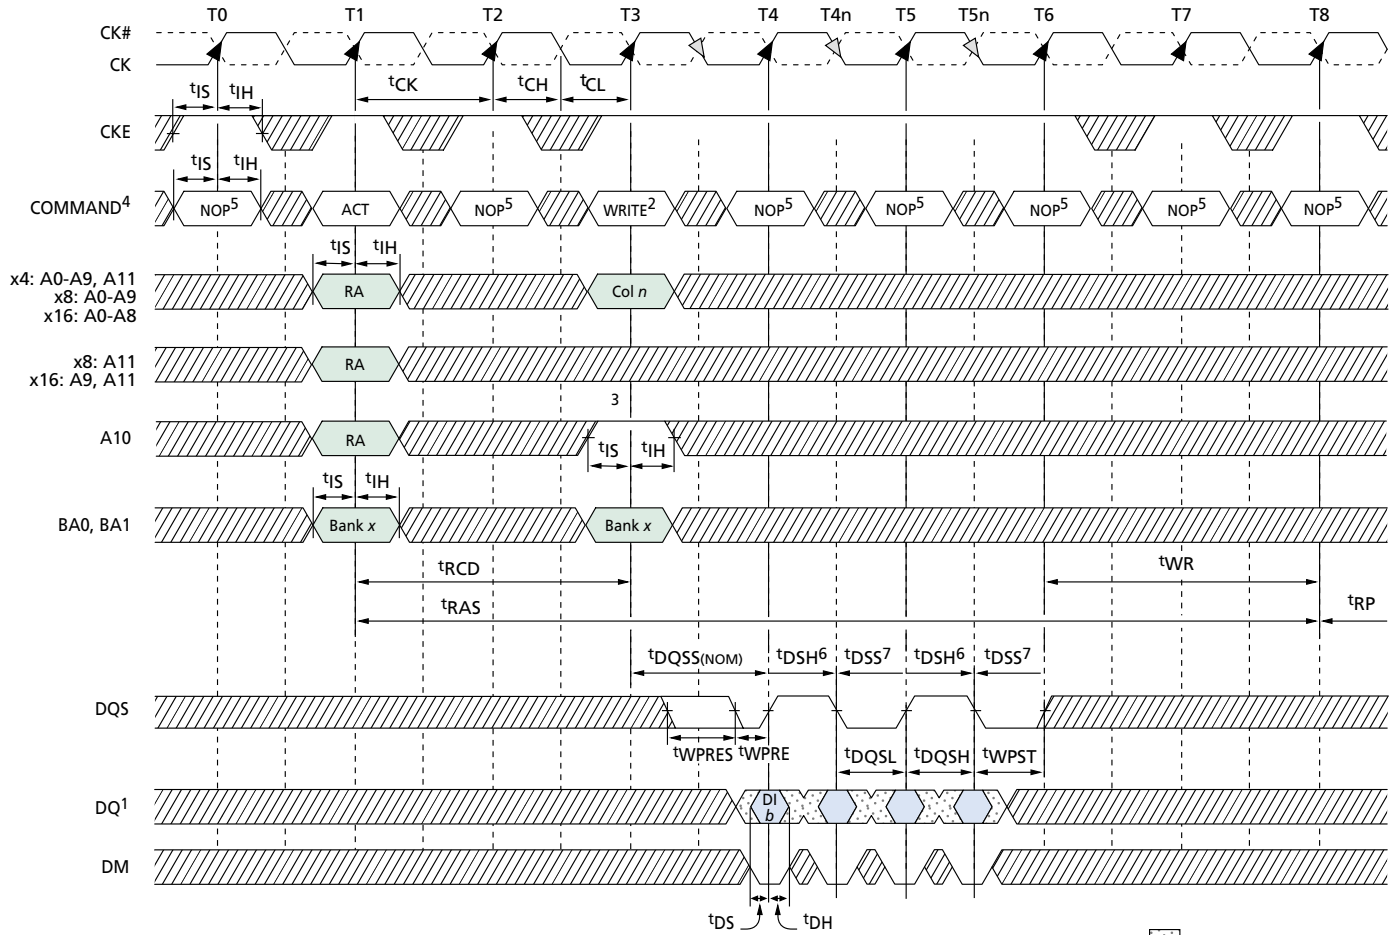 T0 T1 T2 T3 T4 T4n T5 T5n T6 T7 T8
CK#
CK
tCK tCH tCL
tIS tIH
CKE
tIS tIH
COMMAND4 NOP5 ACT NOP5 WRITE2 NOP5 NOP5 NOP5 NOP5 NOP5
tIS tIH
x4: A0-A9, A11
x8: A0-A9
x16: A0-A8
RA Col n
x8: A11
x16: A9, A11
RA
3
A10 RA
tIS tIH
tIS tIH
BA0, BA1 Bank x Bank x
tRCD tWR
tRAS tRP
tDQSS(NOM) tDSH6 tDSS7 tDSH6 tDSS7
DQS
tWPRES tWPRE tDQSL tDQSH tWPST
DQ1 DI
b
DM
tDS tDH